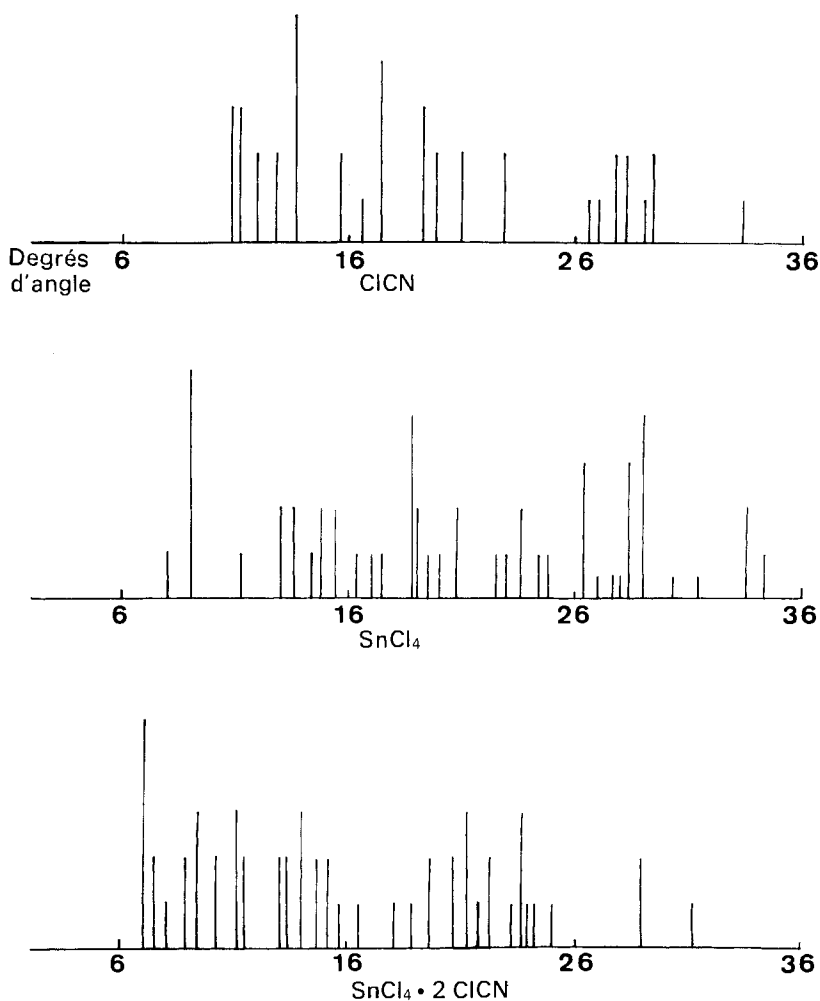 Degrés 6 16 26 36
d'angle ClCN
6 16 26 36
SnCl₄
6 16 26 36
SnCl₄ • 2 ClCN